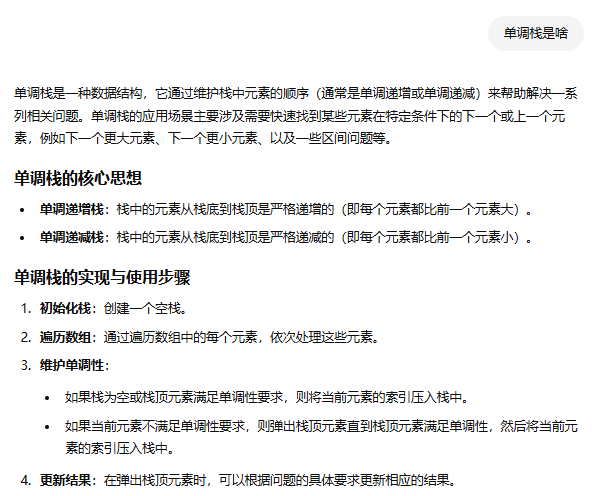 单调栈是啥
单调栈是一种数据结构，它通过维护栈中元素的顺序（通常是单调递增或单调递减）来帮助解决一系
列相关问题。单调栈的应用场景主要涉及需要快速找到某些元素在特定条件下的下一个或上一个元
素，例如下一个更大元素、下一个更小元素、以及一些区间问题等。
单调栈的核心思想
• 单调递增栈：栈中的元素从栈底到栈顶是严格递增的（即每个元素都比前一个元素大）。
• 单调递减栈：栈中的元素从栈底到栈顶是严格递减的（即每个元素都比前一个元素小）。
单调栈的实现与使用步骤
1. 初始化栈：创建一个空栈。
2. 遍历数组：通过遍历数组中的每个元素，依次处理这些元素。
3. 维护单调性：
• 如果栈为空或栈顶元素满足单调性要求，则将当前元素的索引压入栈中。
• 如果当前元素不满足单调性要求，则弹出栈顶元素直到栈顶元素满足单调性，然后将当前元
素的索引压入栈中。
4. 更新结果：在弹出栈顶元素时，可以根据问题的具体要求更新相应的结果。